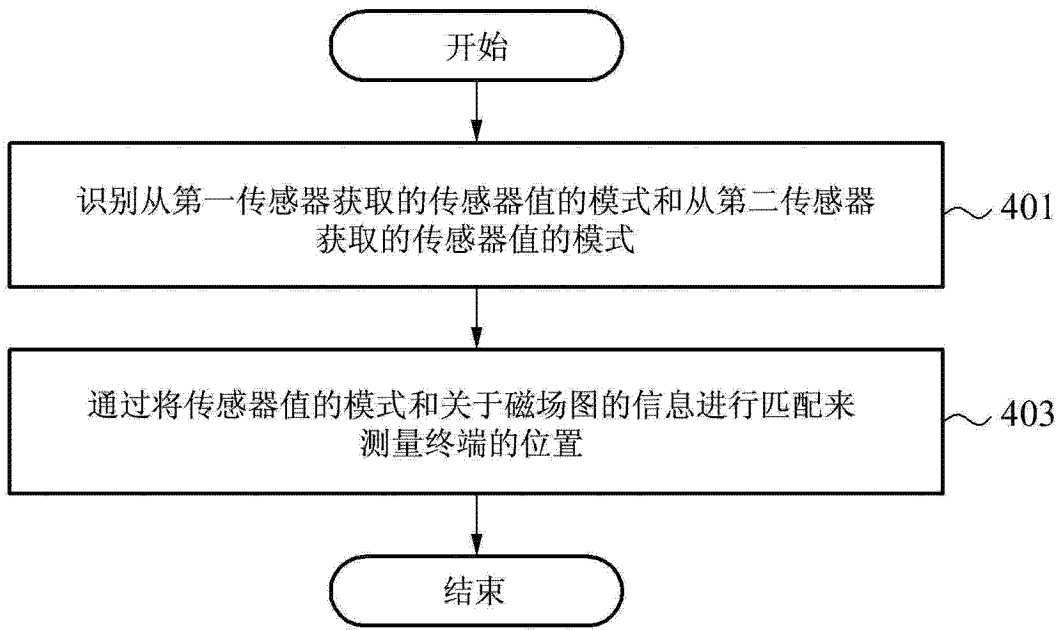 开始
识别从第一传感器获取的传感器值的模式和从第二传感器
获取的传感器值的模式
401
通过将传感器值的模式和关于磁场图的信息进行匹配来
测量终端的位置
403
结束